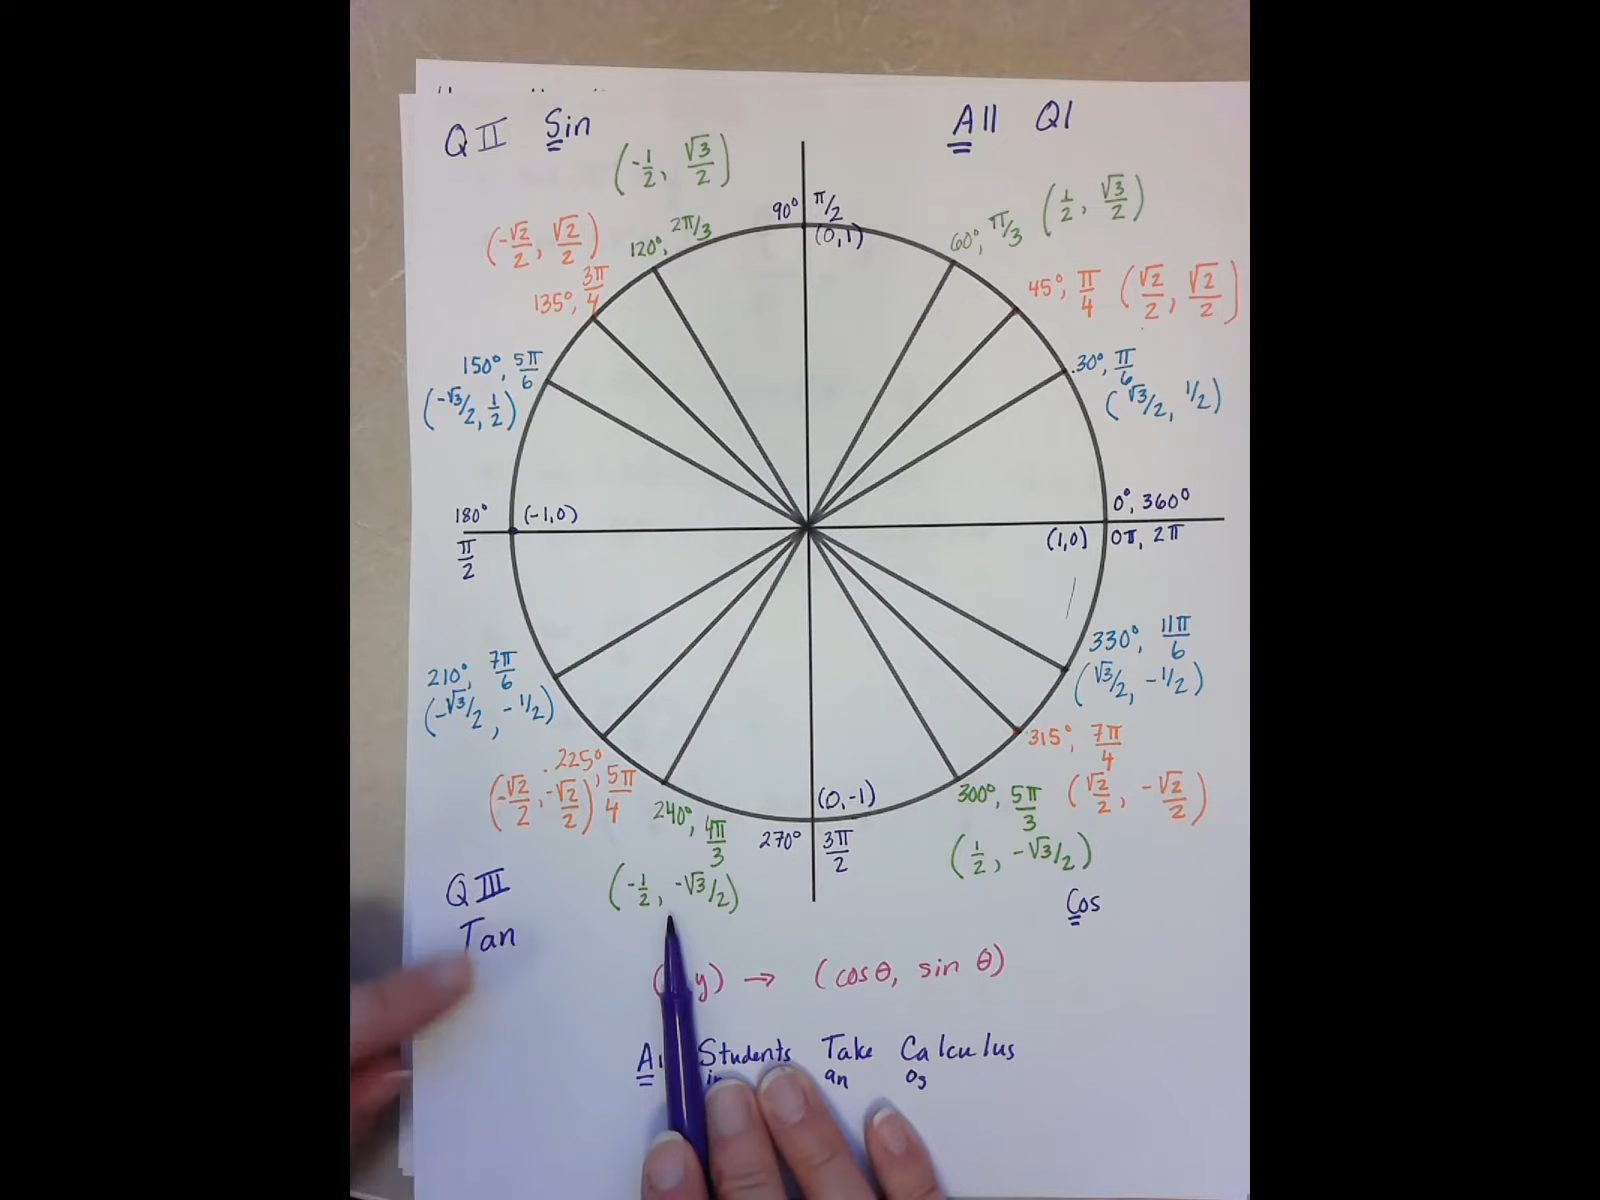 QII Sin
All Q1
(-1/2, √3/2)
(1/2, √3/2)
90° π/2
(0,1)
120°, 2π/3
60°, π/3
(-√2/2, √2/2)
135°, 3π/4
45°, π/4 (√2/2, √2/2)
150°, 5π/6
(-√3/2, 1/2)
30°, π/6
(√3/2, 1/2)
180° (-1,0)
π/2
0°, 360°
(1,0) 0π, 2π
210°, 7π/6
(-√3/2, -1/2)
330°, 11π/6
(√3/2, -1/2)
225°, 5π/4
(-√2/2, -√2/2)
315°, 7π/4
(√2/2, -√2/2)
240°, 4π/3
(-1/2, -√3/2)
(0,-1)
270° 3π/2
300°, 5π/3
(1/2, -√3/2)
QIII
Tan
Cos
y) → (cosθ, sin θ)
Students Take Calculus
in an os